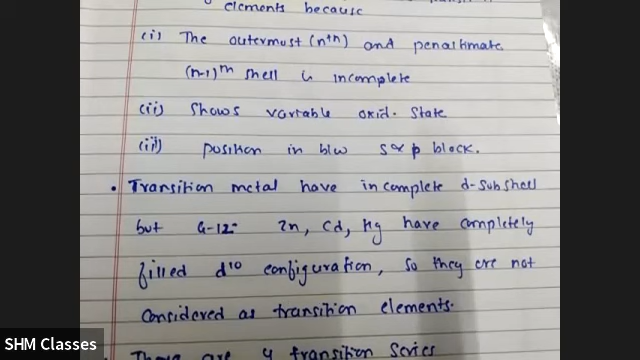 elements because
(i) The outermost (nth) and penaltimate
(n-1)th shell is incomplete
(ii) Shows variable oxid. State
(iii) position in b/w s & p block.
• Transition metal have incomplete d-subshell
but G-12: Zn, Cd, Hg have completely
filled d10 configuration, so they are not
considered as transition elements.
There are 4 transition series
SHM Classes